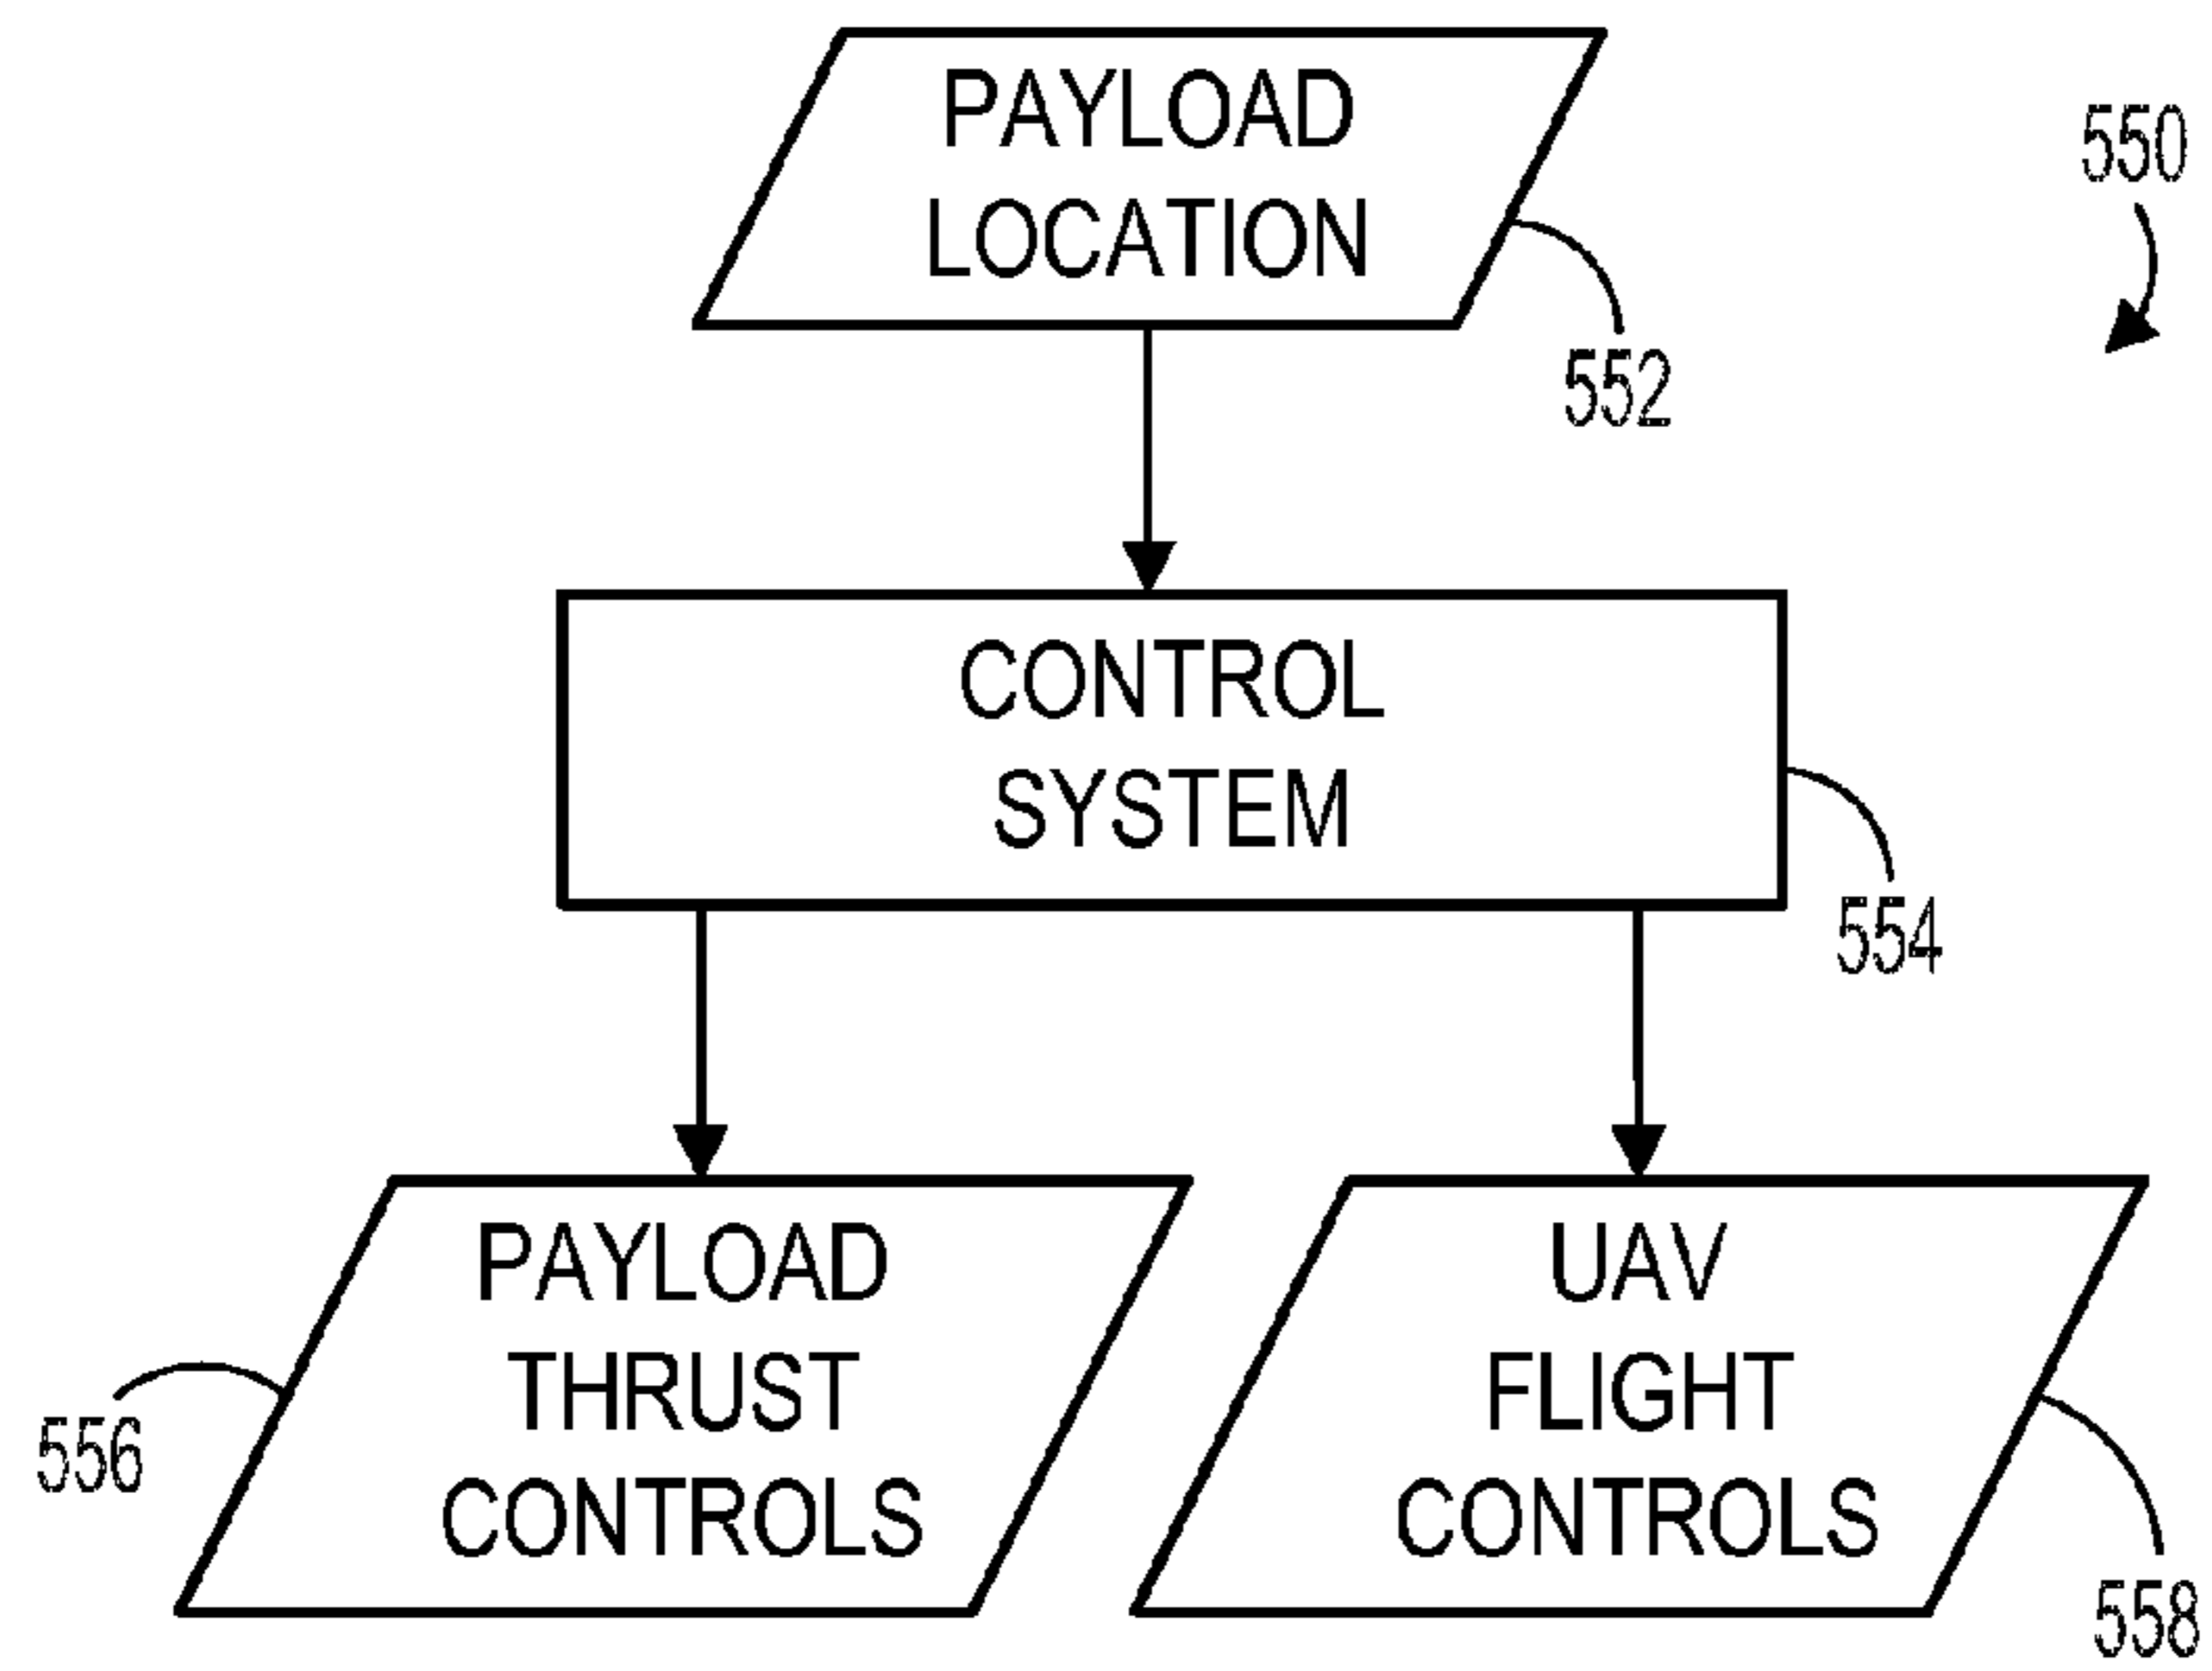 PAYLOAD
LOCATION
550
552
CONTROL
SYSTEM
554
PAYLOAD
THRUST
CONTROLS
556
UAV
FLIGHT
CONTROLS
558